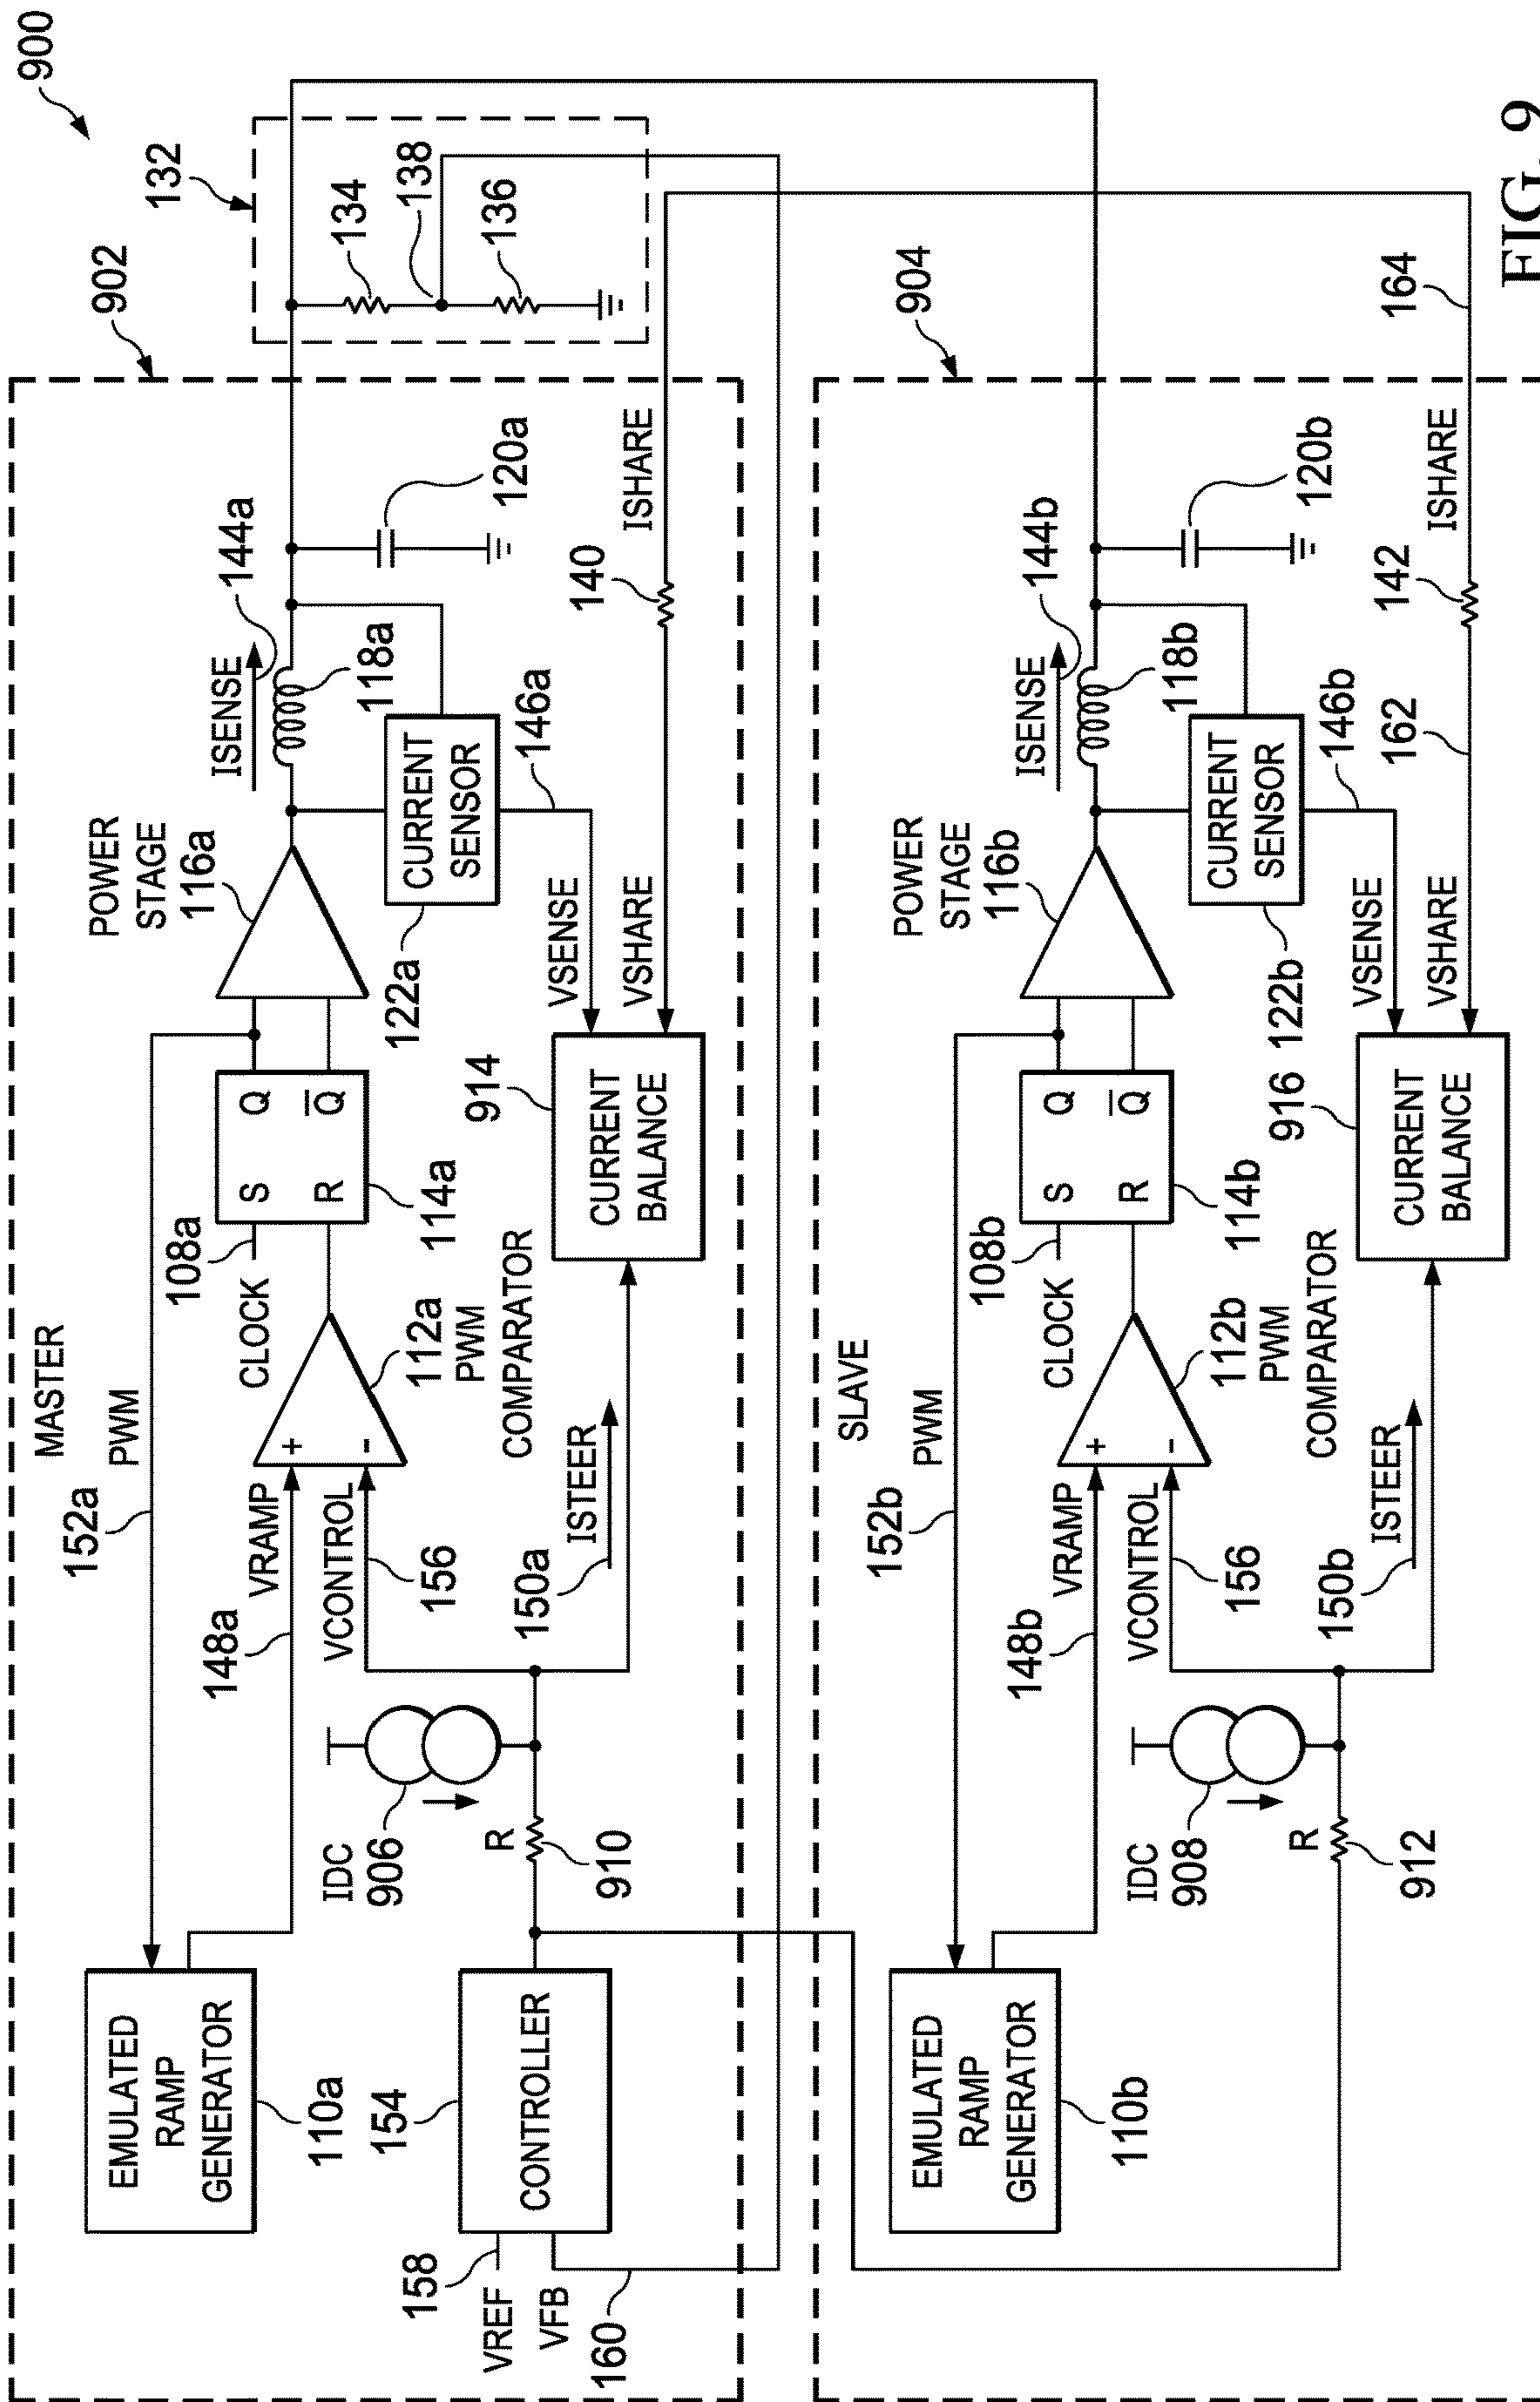 900
MASTER
902
132
152a
PWM
EMULATED
RAMP
GENERATOR
110a
148a
VRAMP
CLOCK
108a
S
Q
R
Q
114a
POWER
STAGE
116a
ISENSE
144a
118a
134
138
136
+
-
112a
PWM
COMPARATOR
VCONTROL
156
IDC
906
R
910
154
CONTROLLER
158
VREF
VFB
160
150a
ISTEER
914
CURRENT
BALANCE
122a
CURRENT
SENSOR
146a
VSENSE
VSHARE
120a
140
ISHARE
SLAVE
904
152b
PWM
EMULATED
RAMP
GENERATOR
110b
148b
VRAMP
CLOCK
108b
S
Q
R
Q
114b
POWER
STAGE
116b
ISENSE
144b
118b
+
-
112b
PWM
COMPARATOR
VCONTROL
156
IDC
908
R
912
150b
ISTEER
916
CURRENT
BALANCE
122b
CURRENT
SENSOR
146b
VSENSE
VSHARE
120b
162
142
ISHARE
164
FIG. 9